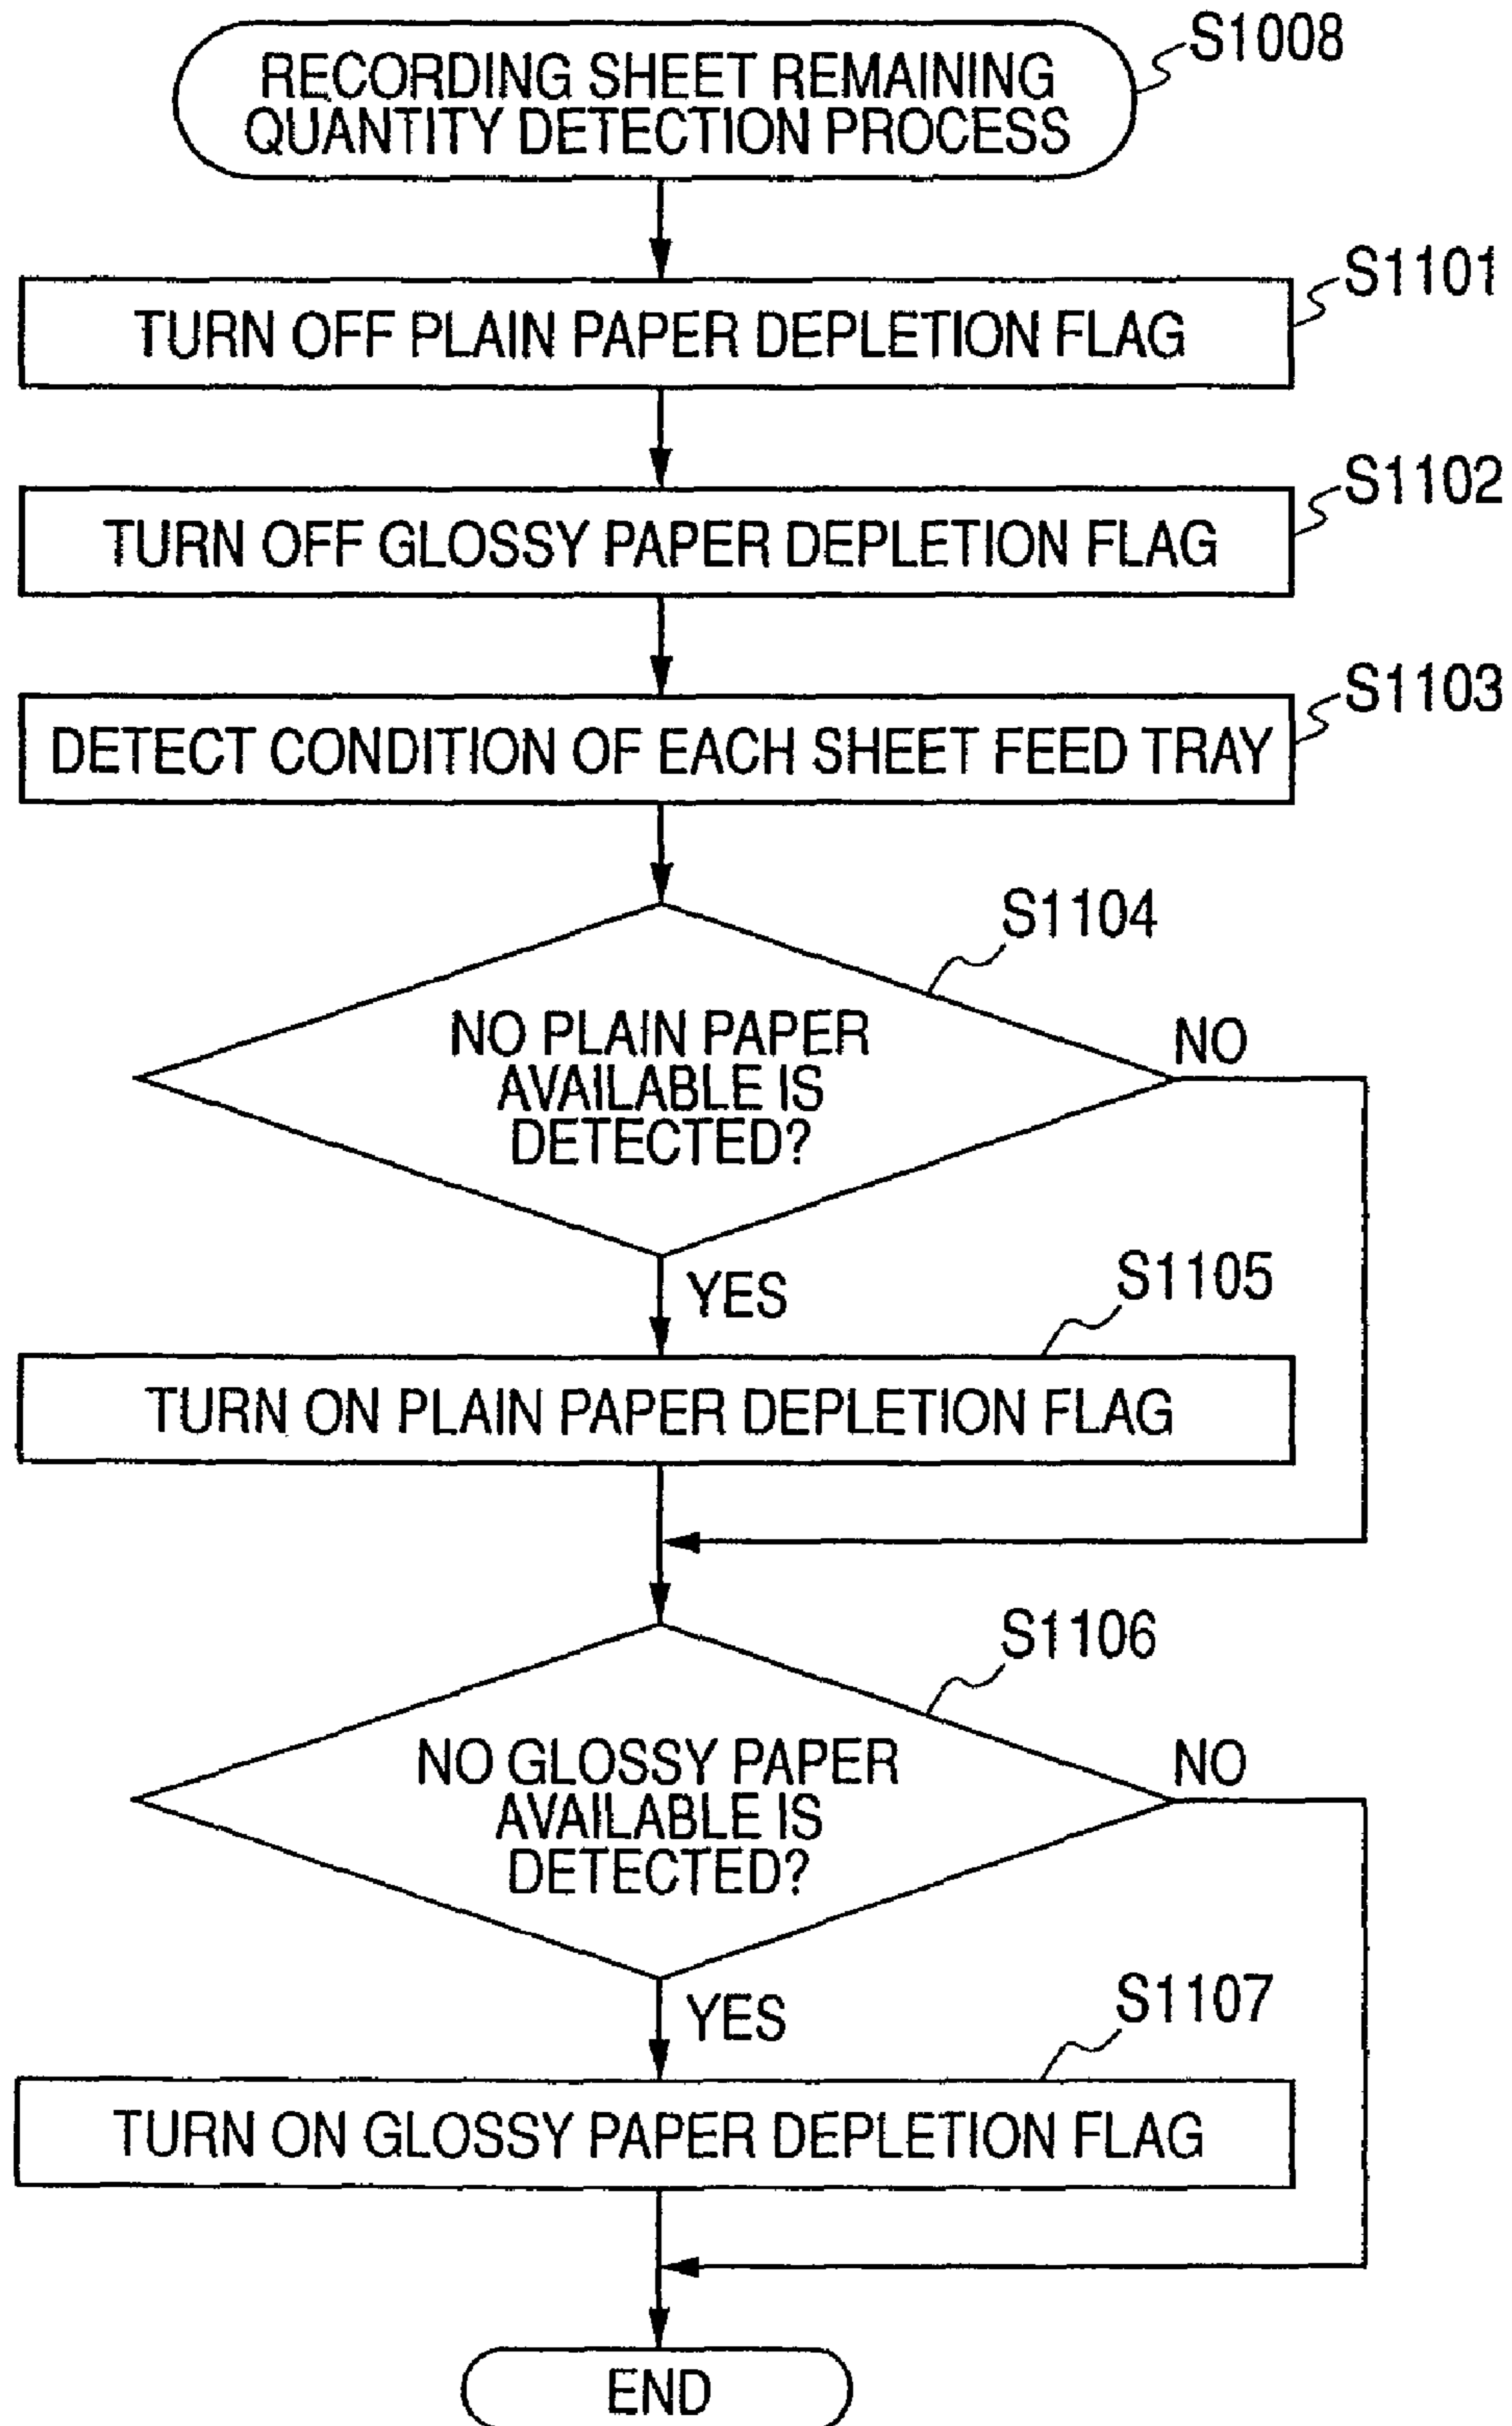 S1008
RECORDING SHEET REMAINING
QUANTITY DETECTION PROCESS
S1101
TURN OFF PLAIN PAPER DEPLETION FLAG
S1102
TURN OFF GLOSSY PAPER DEPLETION FLAG
S1103
DETECT CONDITION OF EACH SHEET FEED TRAY
S1104
NO PLAIN PAPER
AVAILABLE IS
DETECTED?
NO
YES
S1105
TURN ON PLAIN PAPER DEPLETION FLAG
S1106
NO GLOSSY PAPER
AVAILABLE IS
DETECTED?
NO
YES
S1107
TURN ON GLOSSY PAPER DEPLETION FLAG
END